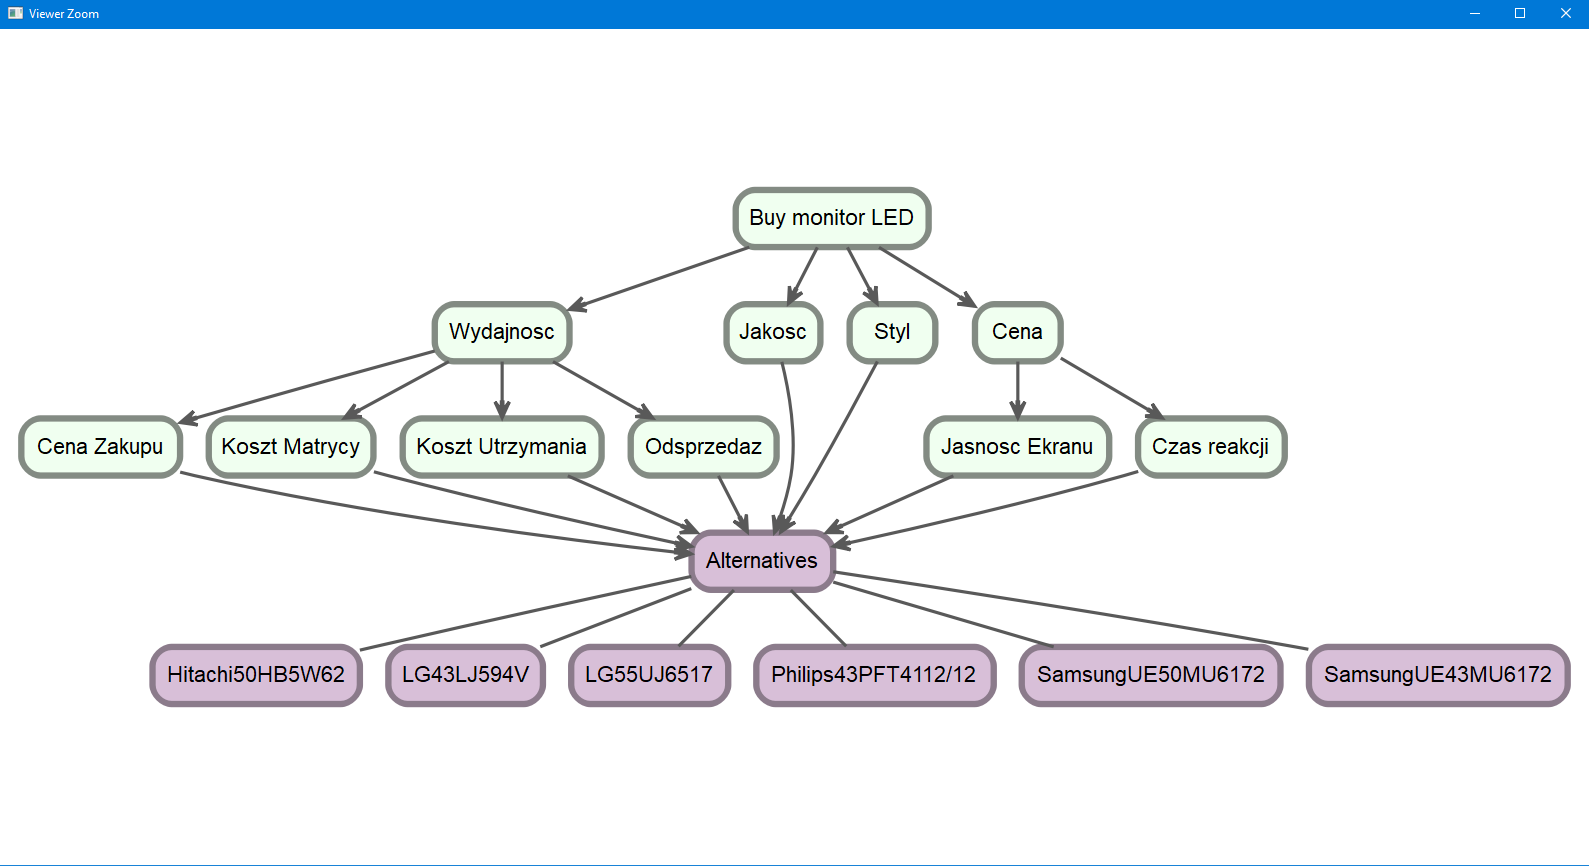 Viewer Zoom
Buy monitor LED
Wydajnosc
Jakosc
Styl
Cena
Cena Zakupu
Koszt Matrycy
Koszt Utrzymania
Odsprzedaz
Jasnosc Ekranu
Czas reakcji
Alternatives
Hitachi50HB5W62
LG43LJ594V
LG55UJ6517
Philips43PFT4112/12
SamsungUE50MU6172
SamsungUE43MU6172